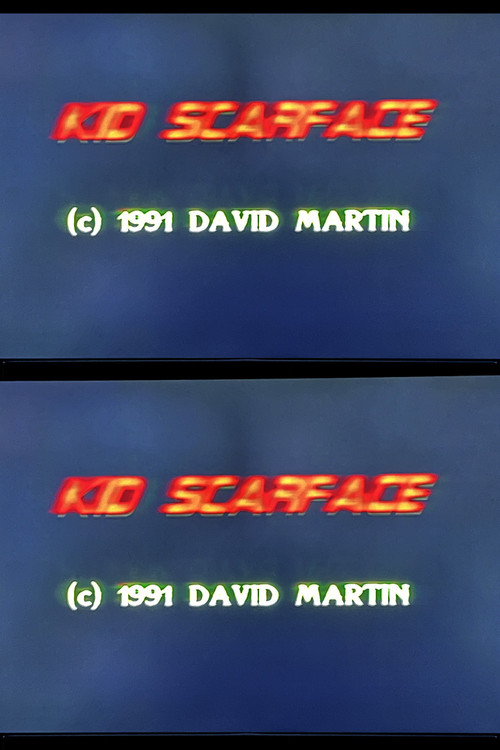 KID SCARFACE
(c) 1991 DAVID MARTIN
KID SCARFACE
(c) 1991 DAVID MARTIN